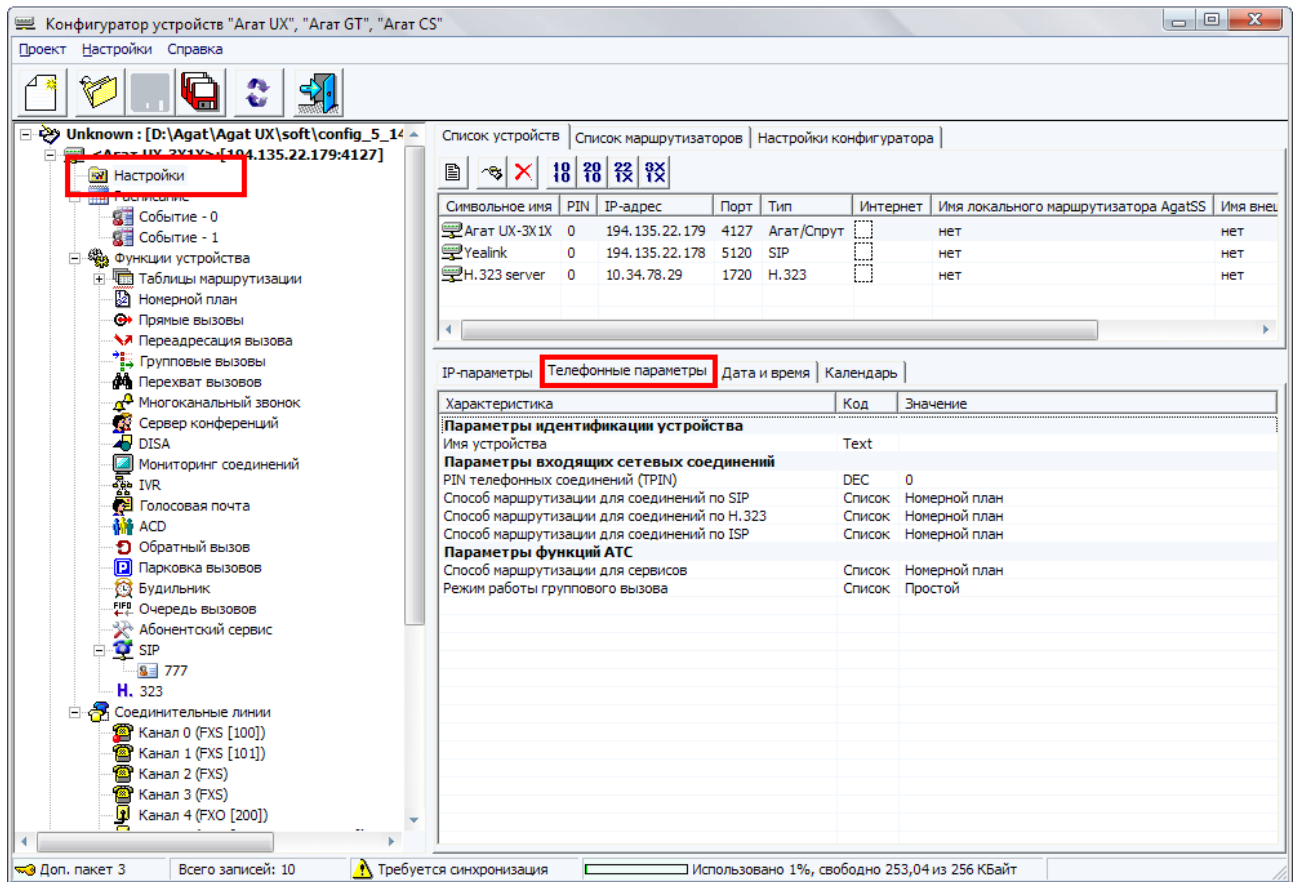 Конфигуратор устройств "Агат UX", "Агат GT", "Агат CS"
Проект Настройки Справка
Unknown : [D:\Agat\Agat UX\soft\config_5_14
<Агат UX-3X1X>:[194.135.22.179:4127]
Настройки
Расписание
Событие - 0
Событие - 1
Функции устройства
Таблицы маршрутизации
Номерной план
Прямые вызовы
Переадресация вызова
Групповые вызовы
Перехват вызовов
Многоканальный звонок
Сервер конференций
DISA
Мониторинг соединений
IVR
Голосовая почта
ACD
Обратный вызов
Парковка вызовов
Будильник
FIFO Очередь вызовов
Абонентский сервис
SIP
777
H. 323
Соединительные линии
Канал 0 (FXS [100])
Канал 1 (FXS [101])
Канал 2 (FXS)
Канал 3 (FXS)
Канал 4 (FXO [200])
Список устройств Список маршрутизаторов Настройки конфигуратора
Символьное имя PIN IP-адрес Порт Тип Интернет Имя локального маршрутизатора AgatSS Имя внеш
Агат UX-3X1X 0 194.135.22.179 4127 Агат/Спрут нет нет
Yealink 0 194.135.22.178 5120 SIP нет нет
H.323 server 0 10.34.78.29 1720 H.323 нет нет
IP-параметры Телефонные параметры Дата и время Календарь
Характеристика Код Значение
Параметры идентификации устройства
Имя устройства Text
Параметры входящих сетевых соединений
PIN телефонных соединений (TPIN) DEC 0
Способ маршрутизации для соединений по SIP Список Номерной план
Способ маршрутизации для соединений по H.323 Список Номерной план
Способ маршрутизации для соединений по ISP Список Номерной план
Параметры функций АТС
Способ маршрутизации для сервисов Список Номерной план
Режим работы группового вызова Список Простой
Доп. пакет 3 Всего записей: 10 Требуется синхронизация Использовано 1%, свободно 253,04 из 256 КБайт